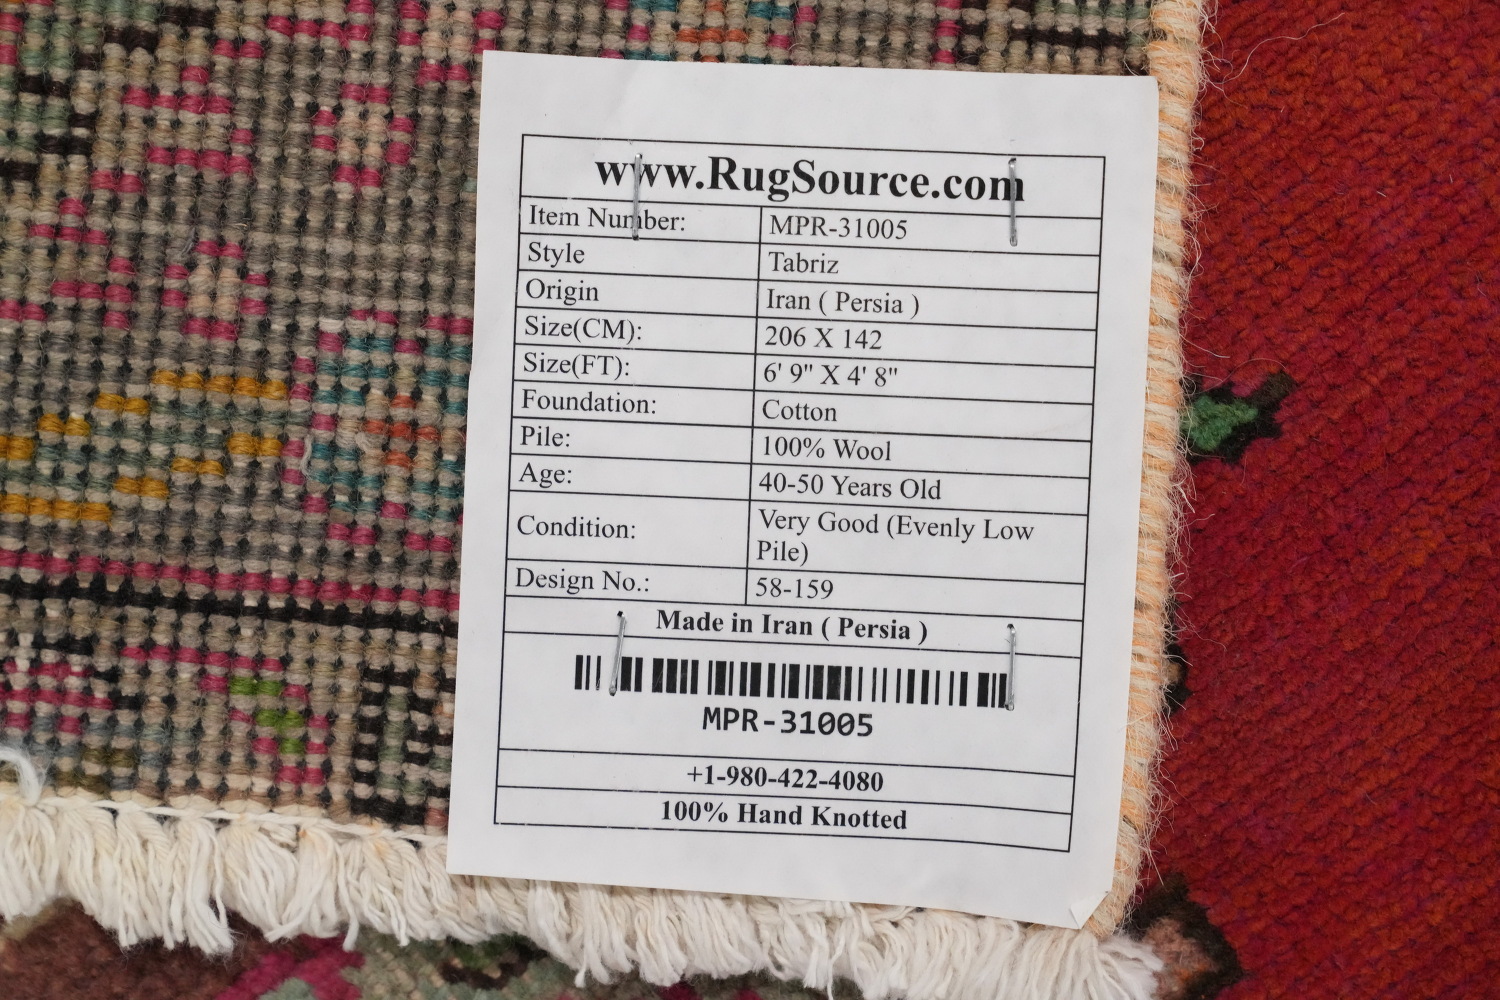 www.RugSource.com
Item Number: MPR-31005
Style Tabriz
Origin Iran ( Persia )
Size(CM): 206 X 142
Size(FT): 6' 9" X 4' 8"
Foundation: Cotton
Pile: 100% Wool
Age: 40-50 Years Old
Condition: Very Good (Evenly Low
Pile)
Design No.: 58-159
Made in Iran ( Persia )
MPR-31005
+1-980-422-4080
100% Hand Knotted